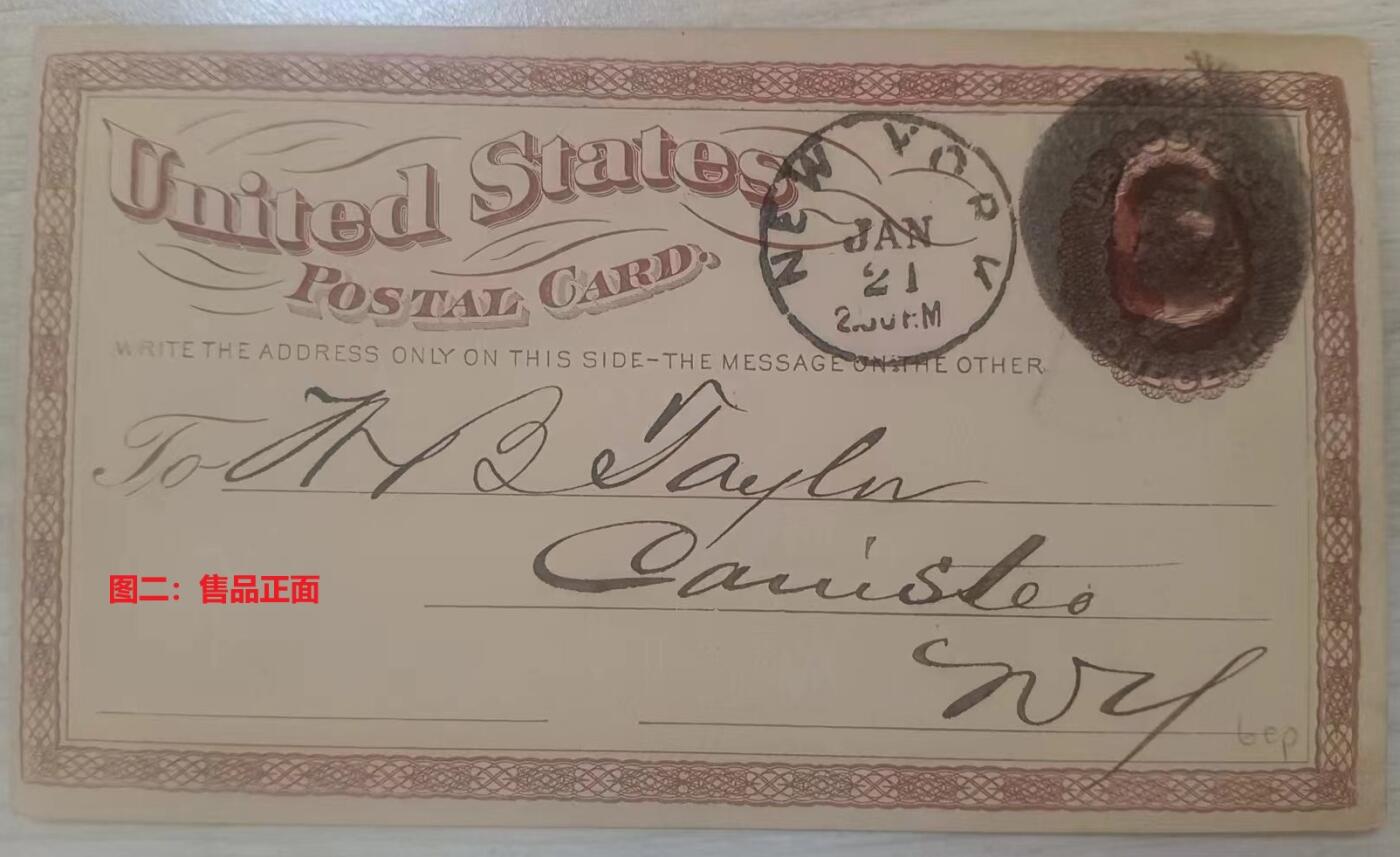 United States
POSTAL CARD.
NEW YORK
JAN
21
WRITE THE ADDRESS ONLY ON THIS SIDE-THE MESSAGE ON THE OTHER
To H B Taylor
Canisteo
图二：售品正面
NY